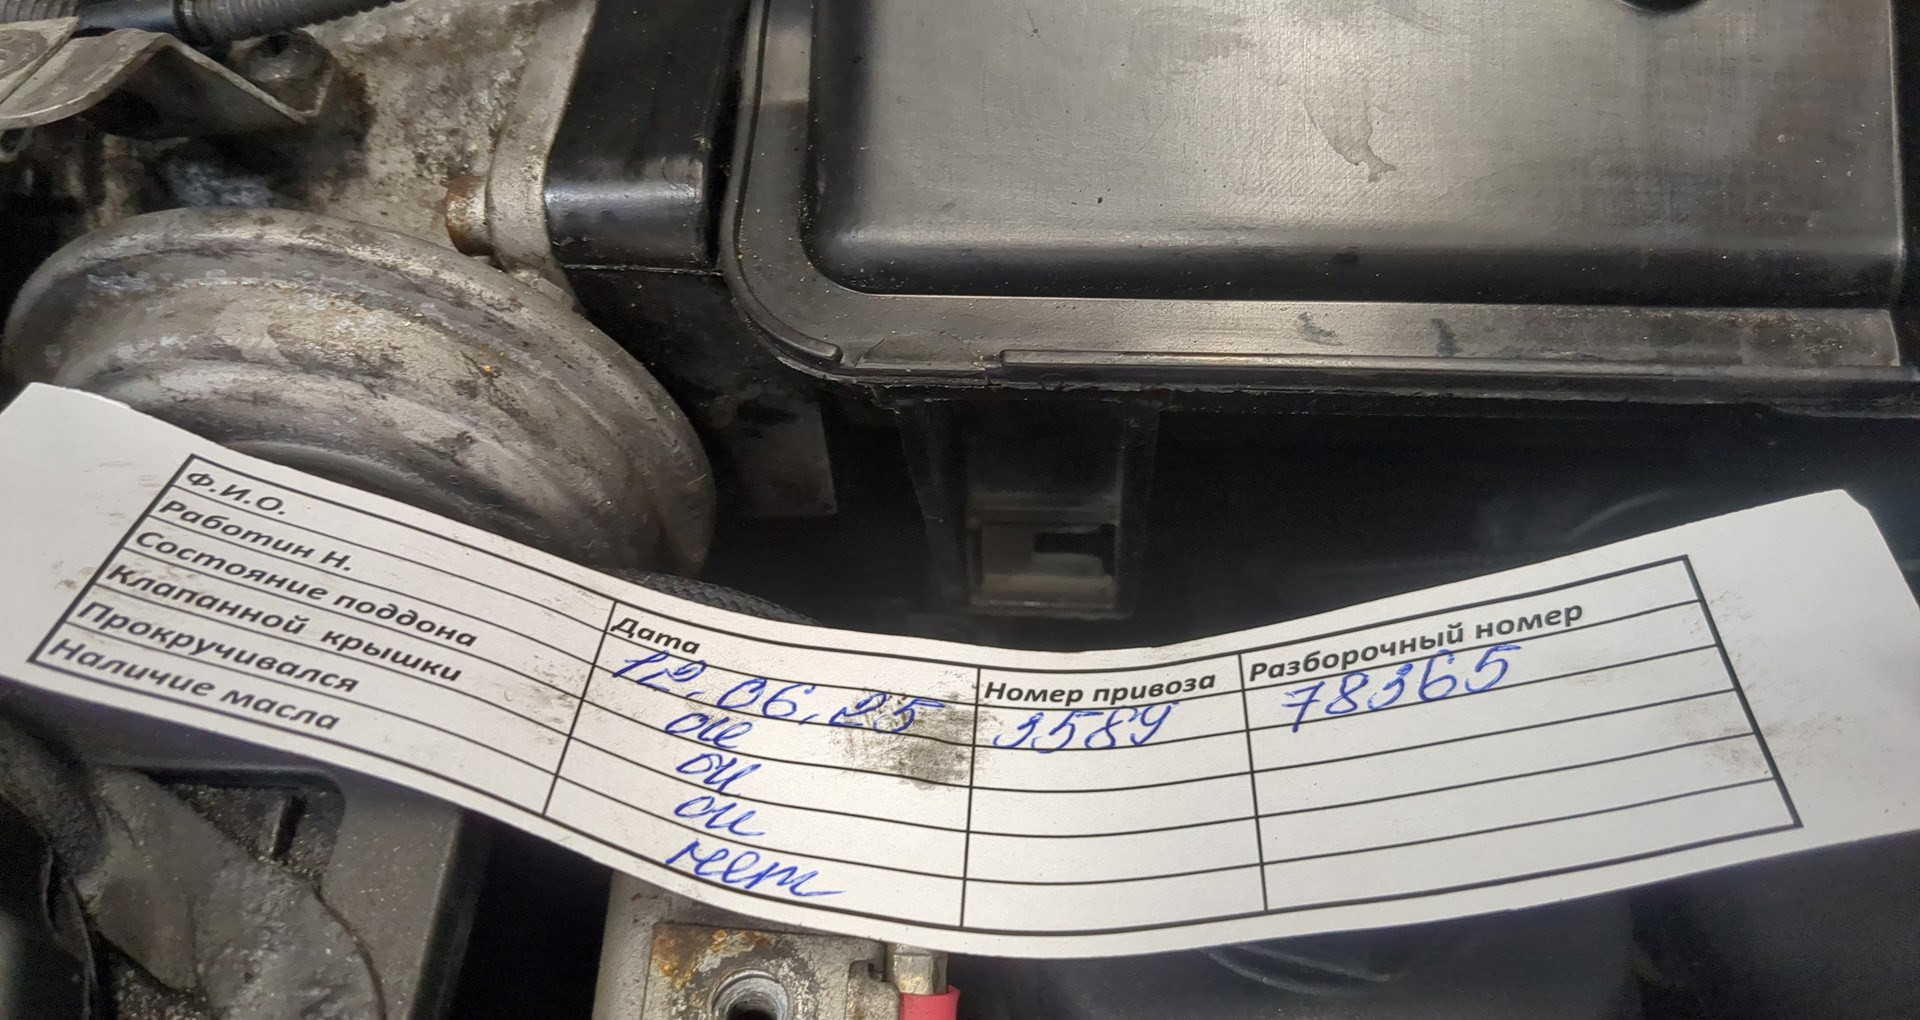 Ф.И.О. Дата Номер привоза Разборочный номер
Работин Н. 12.06.25 3589 78365
Состояние поддона ок
Клапанной крышки ок
Прокручивался ок
Наличие масла нет